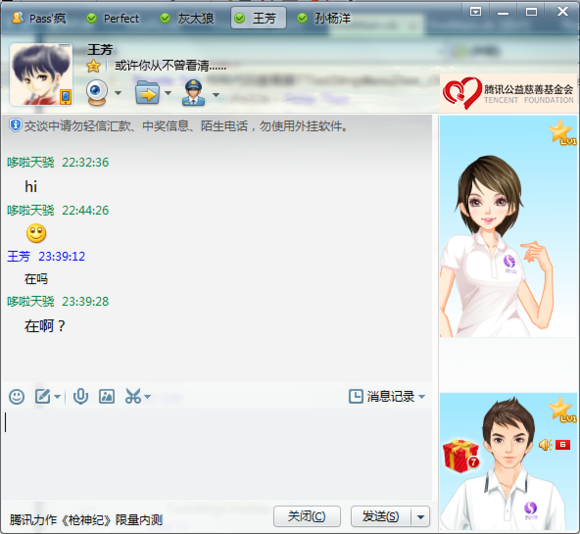 Pass'疯
Perfect
灰太狼
王芳
孙杨洋
王芳
或许你从不曾看清......
腾讯公益慈善基金会
TENCENT FOUNDATION
交谈中请勿轻信汇款、中奖信息、陌生电话，勿使用外挂软件。
LV1
哆啦天骁 22:32:36
hi
哆啦天骁 22:44:26
王芳 23:39:12
在吗
哆啦天骁 23:39:28
在啊？
消息记录
LV1
7
6
腾讯力作《枪神纪》限量内测
关闭(C)
发送(S)